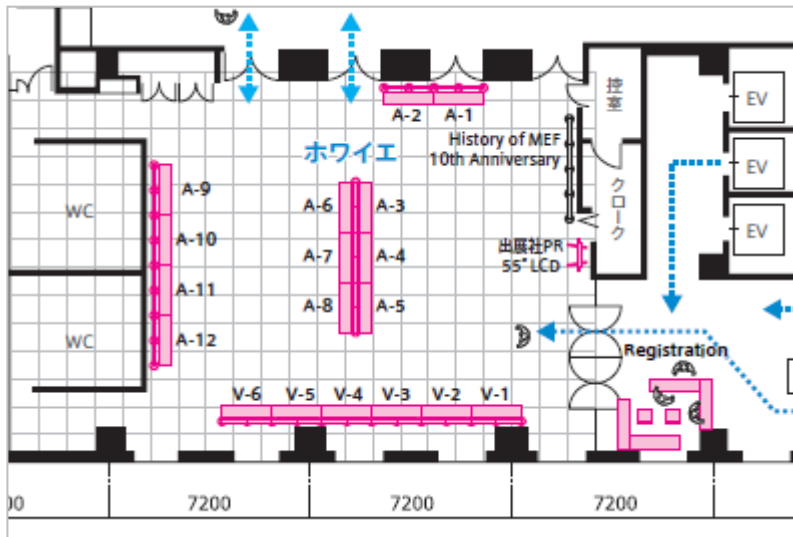 A-2
A-1
控室
EV
History of MEF
10th Anniversary
ホワイエ
EV
A-9
WC
クローク
A-6
A-3
EV
A-10
A-7
A-4
出展社PR
55" LCD
A-11
A-8
A-5
WC
A-12
Registration
V-6
V-5
V-4
V-3
V-2
V-1
00
7200
7200
7200